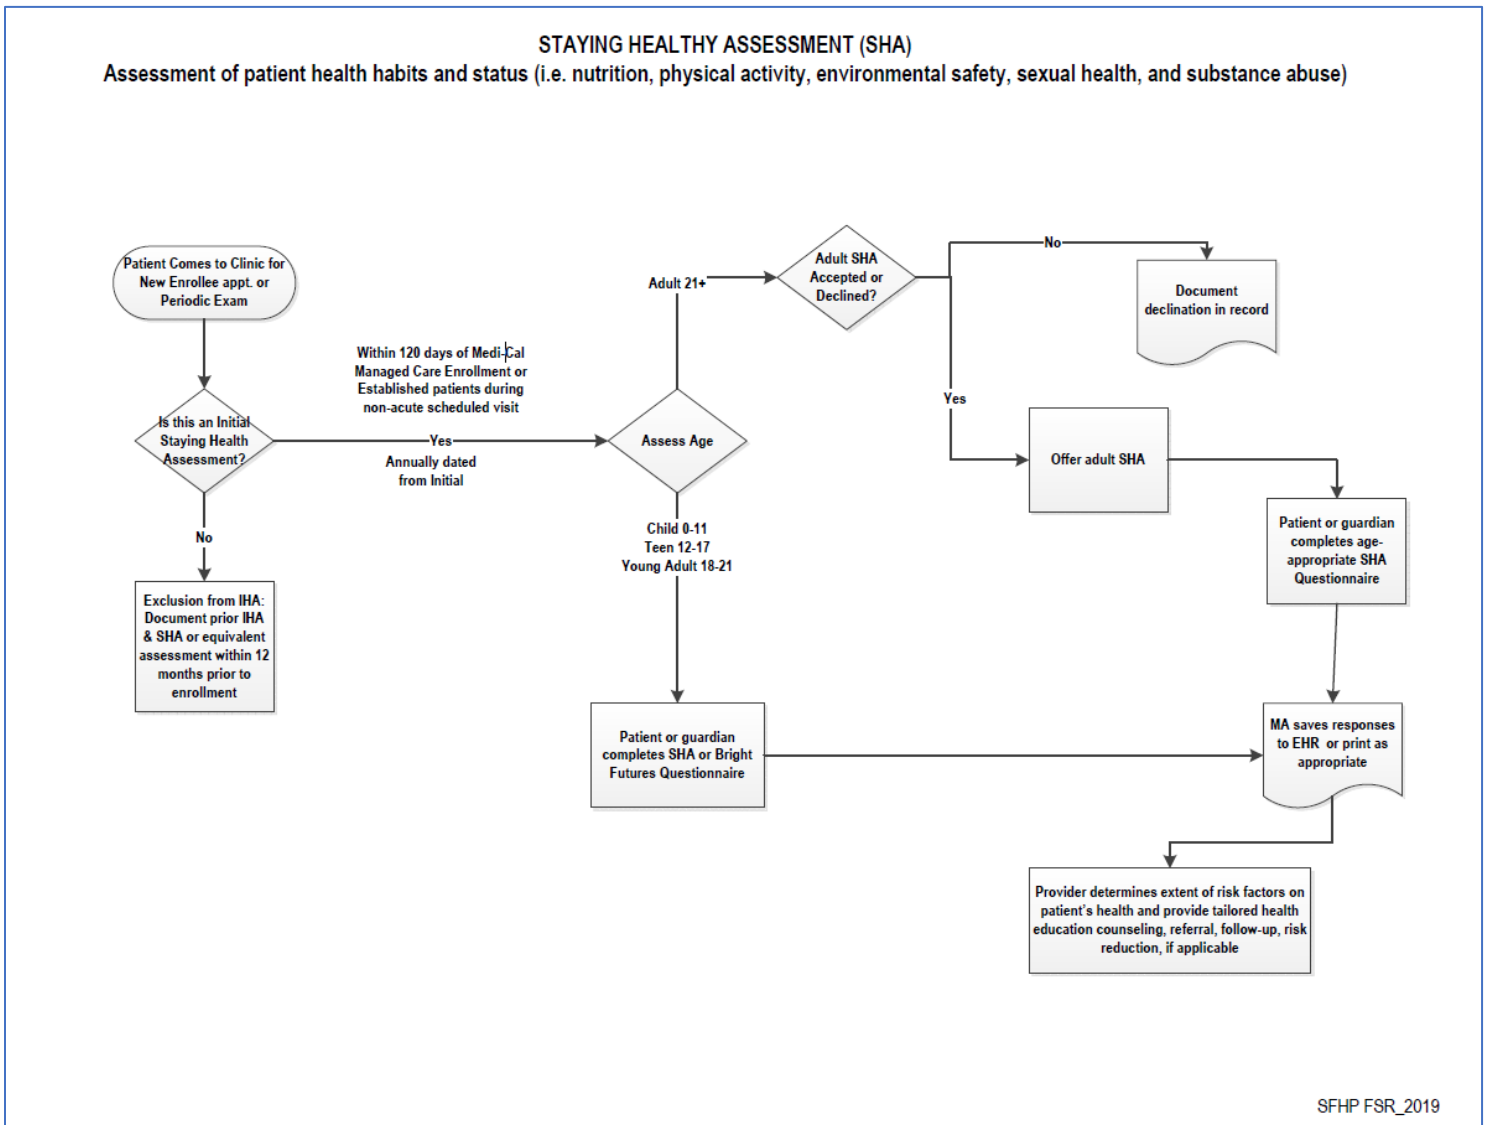 STAYING HEALTHY ASSESSMENT (SHA)
Assessment of patient health habits and status (i.e. nutrition, physical activity, environmental safety, sexual health, and substance abuse)
Patient Comes to Clinic for
New Enrollee appt. or
Periodic Exam
Is this an Initial
Staying Health
Assessment?
No
Exclusion from IHA:
Document prior IHA
& SHA or equivalent
assessment within 12
months prior to
enrollment
Within 120 days of Medi-Cal
Managed Care Enrollment or
Established patients during
non-acute scheduled visit
Yes
Annually dated
from Initial
Assess Age
Adult 21+
Adult SHA
Accepted or
Declined?
No
Document
declination in record
Yes
Offer adult SHA
Patient or guardian
completes age-
appropriate SHA
Questionnaire
Child 0-11
Teen 12-17
Young Adult 18-21
Patient or guardian
completes SHA or Bright
Futures Questionnaire
MA saves responses
to EHR or print as
appropriate
Provider determines extent of risk factors on
patient's health and provide tailored health
education counseling, referral, follow-up, risk
reduction, if applicable
SFHP FSR_2019